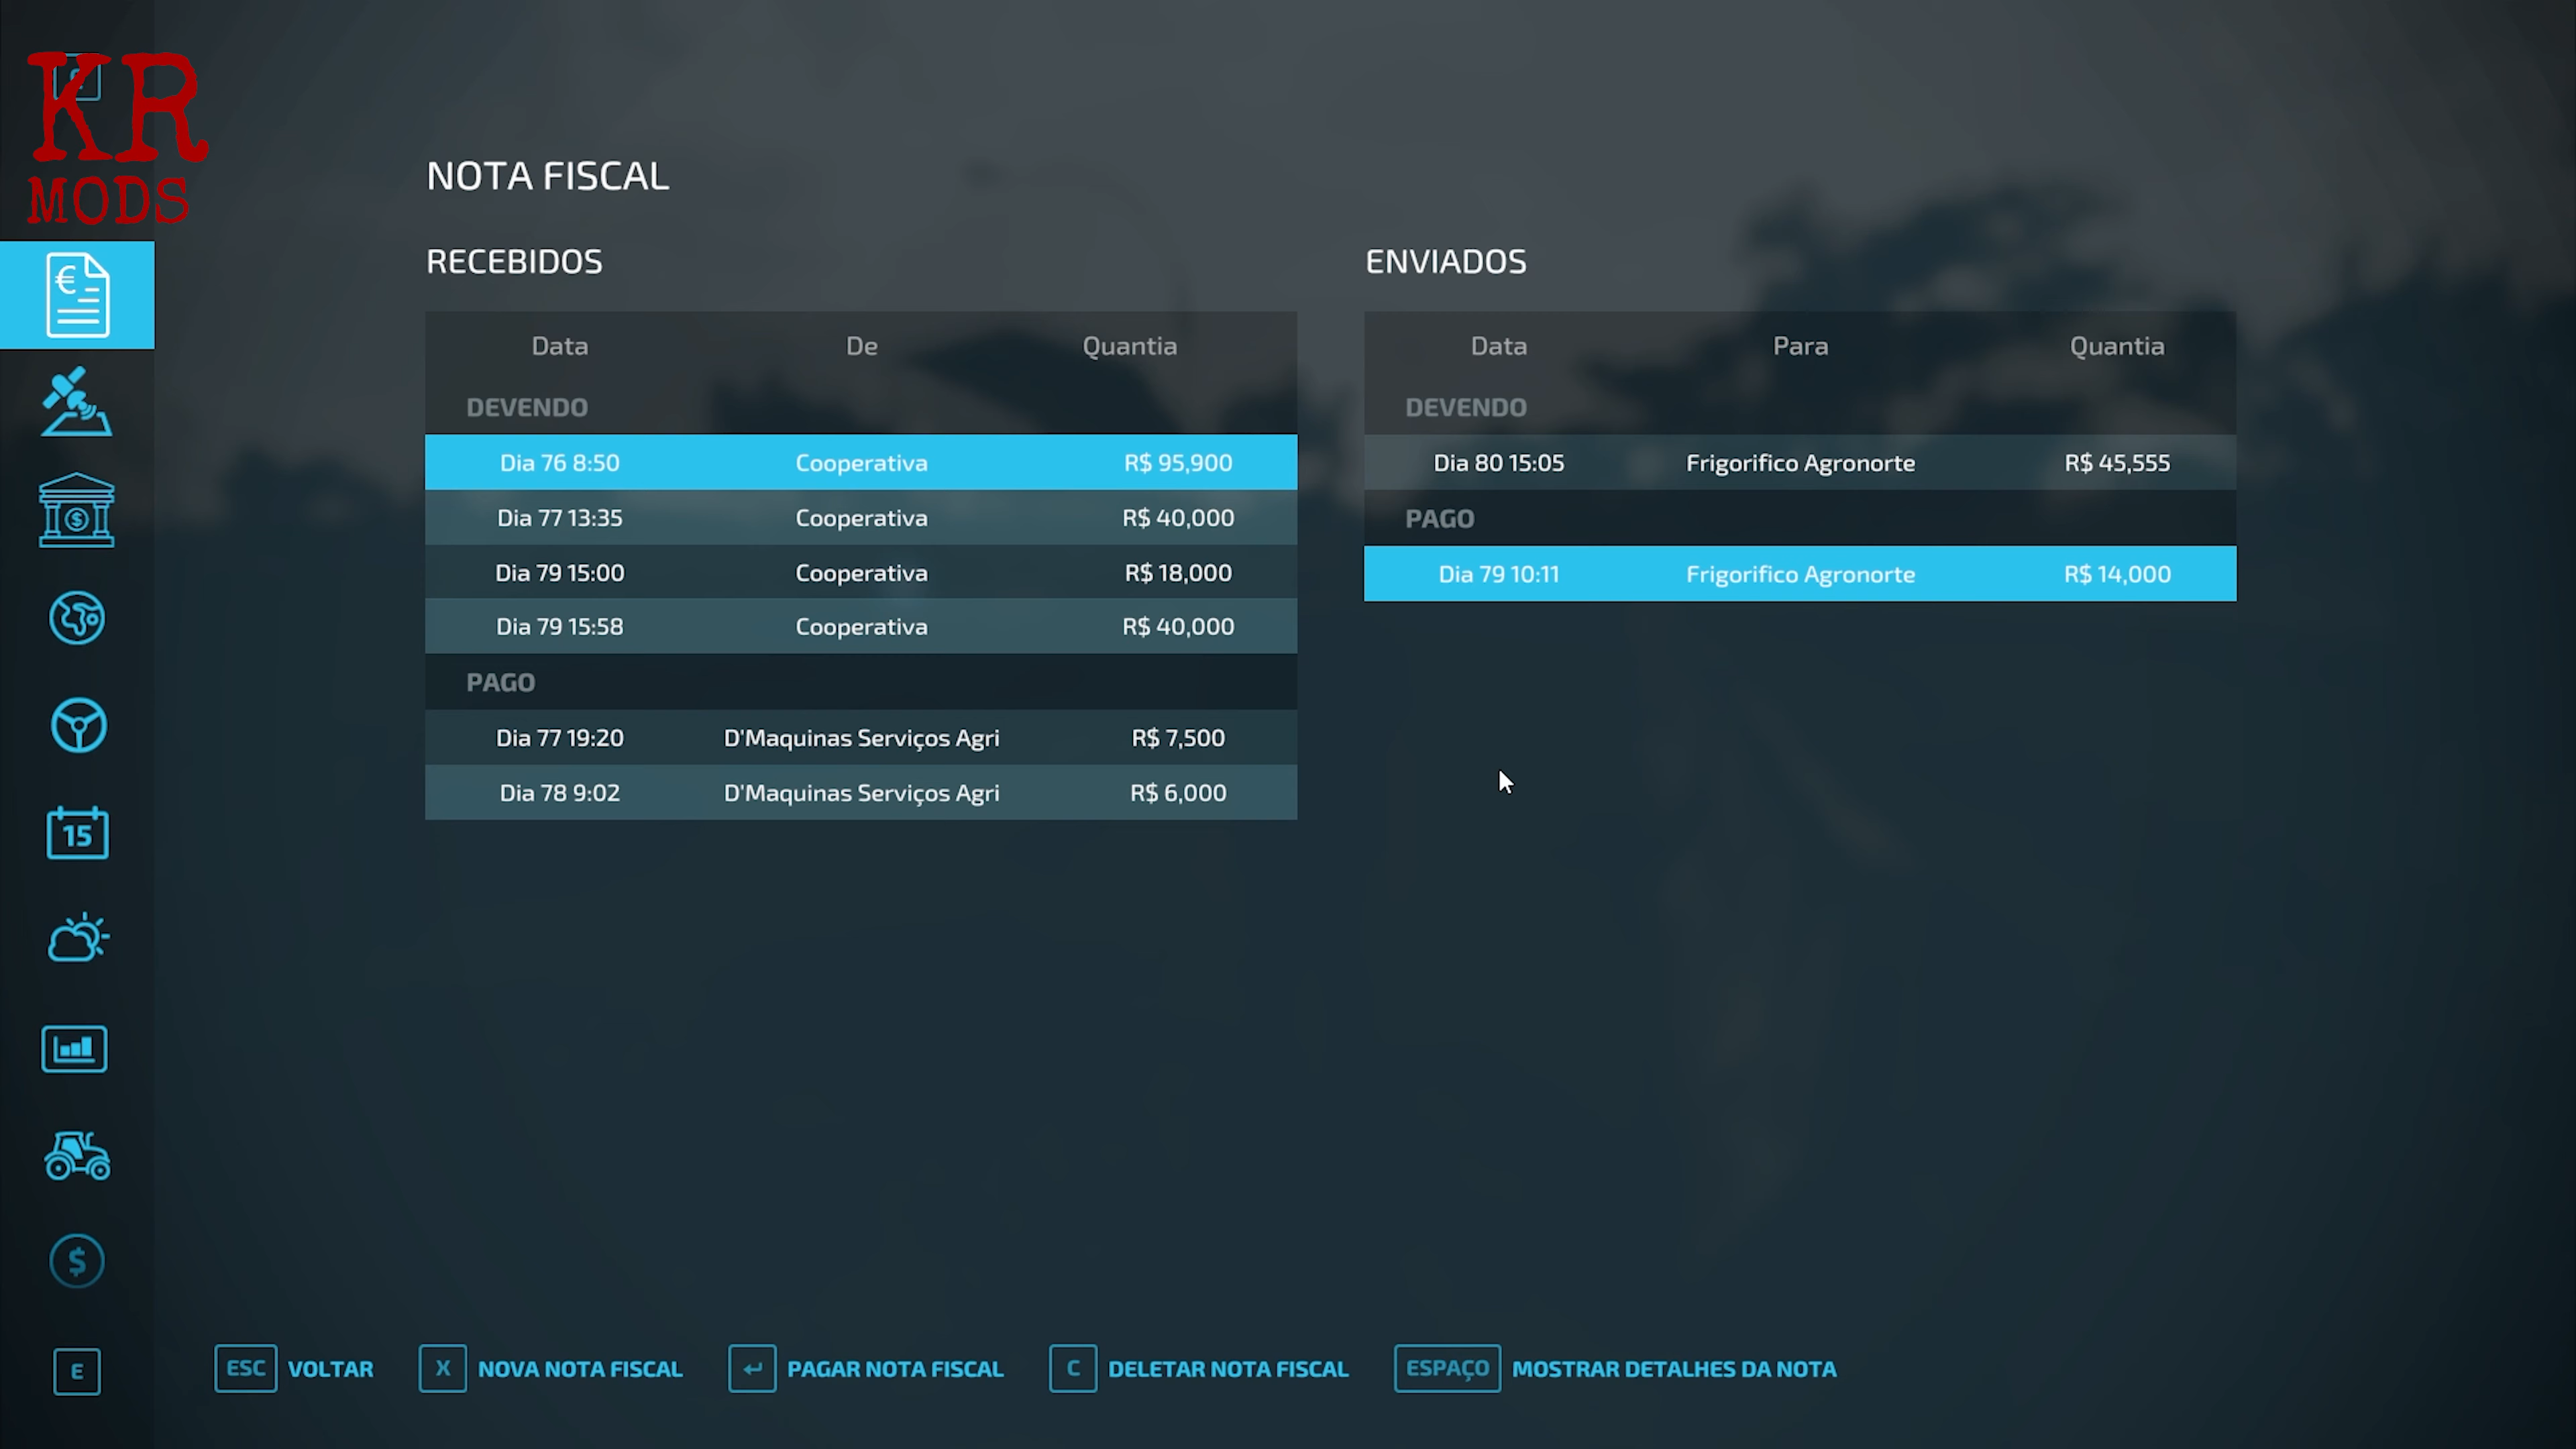 KR
MODS
NOTA FISCAL
RECEBIDOS
Data De Quantia
DEVENDO
Dia 76 8:50 Cooperativa R$ 95,900
Dia 77 13:35 Cooperativa R$ 40,000
Dia 79 15:00 Cooperativa R$ 18,000
Dia 79 15:58 Cooperativa R$ 40,000
PAGO
Dia 77 19:20 D'Maquinas Serviços Agri R$ 7,500
Dia 78 9:02 D'Maquinas Serviços Agri R$ 6,000
ENVIADOS
Data Para Quantia
DEVENDO
Dia 80 15:05 Frigorifico Agronorte R$ 45,555
PAGO
Dia 79 10:11 Frigorifico Agronorte R$ 14,000
€
$
15
$
E
ESC VOLTAR X NOVA NOTA FISCAL PAGAR NOTA FISCAL C DELETAR NOTA FISCAL ESPAÇO MOSTRAR DETALHES DA NOTA